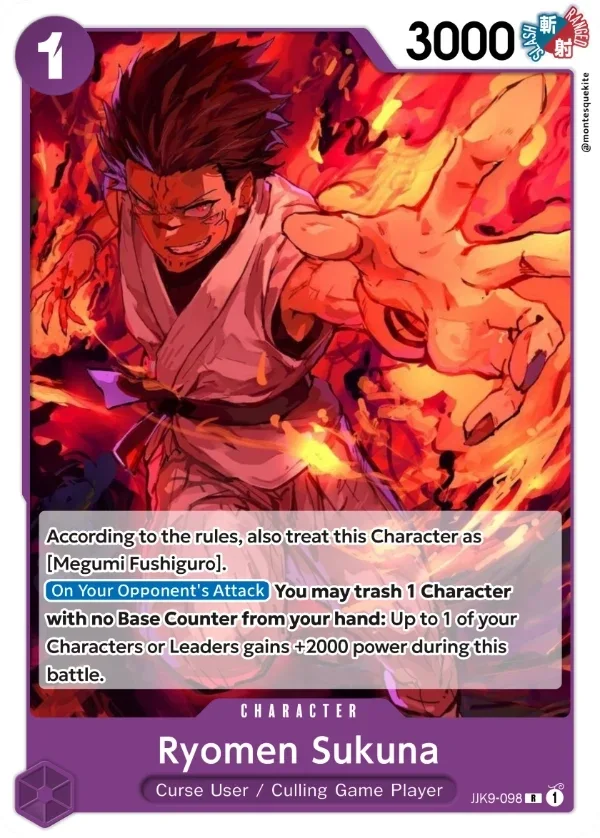 1
3000
斬
射
SLASH
RANGED
@montesquekite
According to the rules, also treat this Character as
[Megumi Fushiguro].
On Your Opponent's Attack You may trash 1 Character
with no Base Counter from your hand: Up to 1 of your
Characters or Leaders gains +2000 power during this
battle.
CHARACTER
Ryomen Sukuna
Curse User / Culling Game Player
JJK9-098 R 1